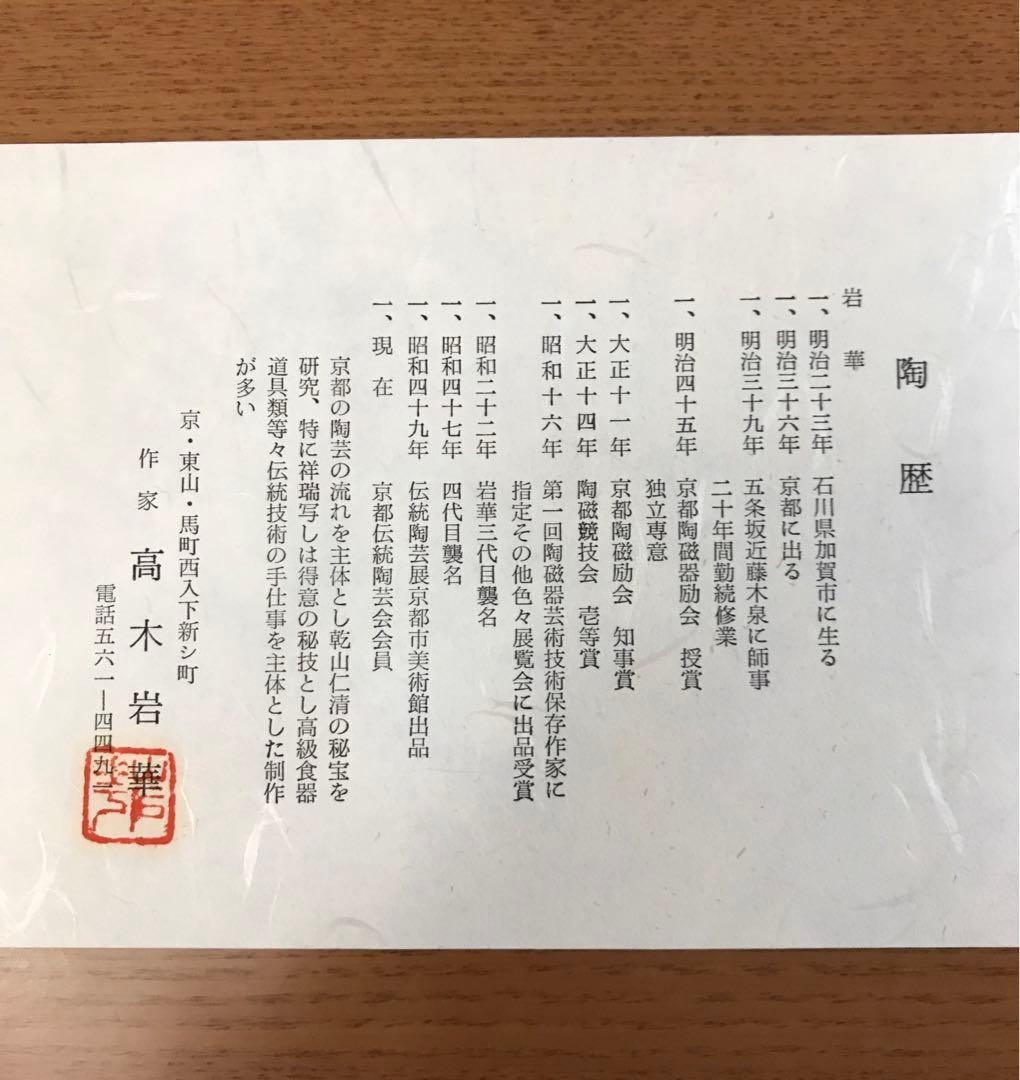 陶歴
岩華
一、明治二十三年 石川県加賀市に生る
一、明治三十六年 京都に出る
一、明治三十九年 五条坂近藤木泉に師事
二十年間勤続修業
一、明治四十五年 京都陶磁器励会 授賞
独立専意
一、大正十一年 京都陶磁励会 知事賞
一、大正十四年 陶磁競技会 壱等賞
一、昭和十六年 第一回陶磁器芸術技術保存作家に
指定その他色々展覧会に出品受賞
一、昭和二十二年 岩華三代目襲名
一、昭和四十七年 四代目襲名
一、昭和四十九年 伝統陶芸展京都市美術館出品
一、現在 京都伝統陶芸会会員
京都の陶芸の流れを主体とし乾山仁清の秘宝を
研究、特に祥瑞写しは得意の秘技とし高級食器
道具類等々伝統技術の手仕事を主体とした制作
が多い
京・東山・馬町西入下新シ町
作家 高木岩華
電話五六一―四四九一